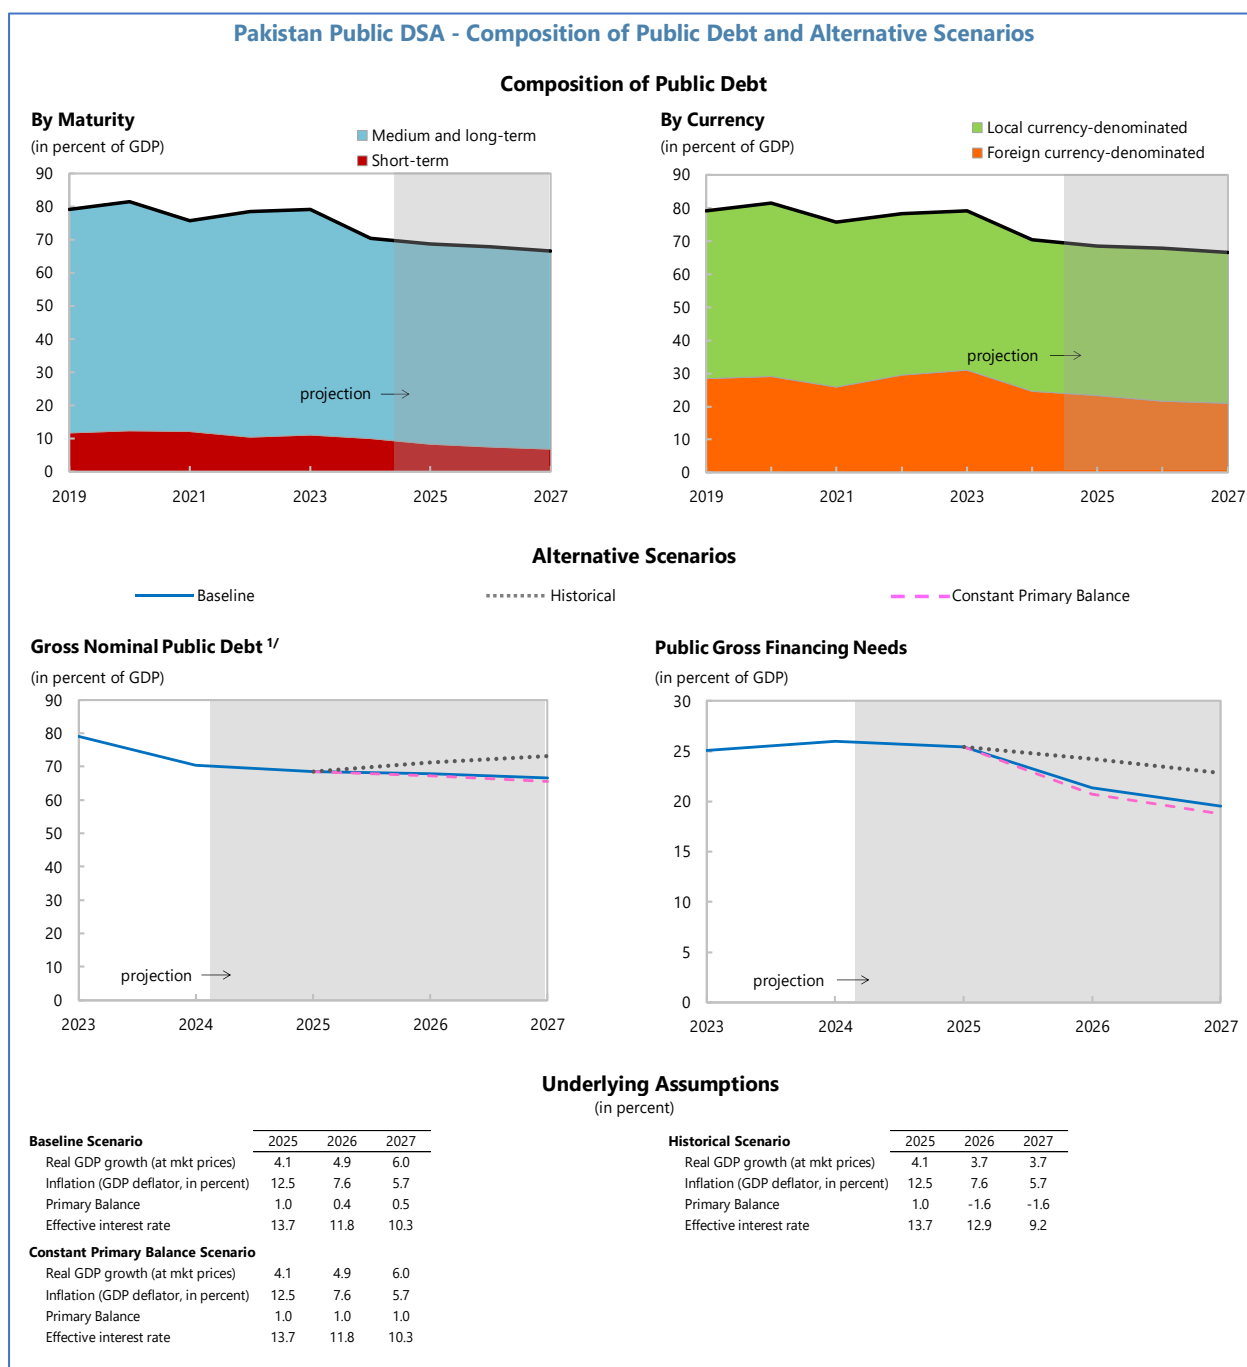 Pakistan Public DSA - Composition of Public Debt and Alternative Scenarios
Composition of Public Debt
By Maturity
(in percent of GDP)
Medium and long-term
Short-term
90
80
70
60
50
40
30
20
10
0
projection
2019 2021 2023 2025 2027
By Currency
(in percent of GDP)
Local currency-denominated
Foreign currency-denominated
90
80
70
60
50
40
30
20
10
0
projection
2019 2021 2023 2025 2027
Alternative Scenarios
Baseline Historical Constant Primary Balance
Gross Nominal Public Debt 1/
(in percent of GDP)
90
80
70
60
50
40
30
20
10
0
projection
2023 2024 2025 2026 2027
Public Gross Financing Needs
(in percent of GDP)
30
25
20
15
10
5
0
projection
2023 2024 2025 2026 2027
Underlying Assumptions
(in percent)
Baseline Scenario 2025 2026 2027
Real GDP growth (at mkt prices) 4.1 4.9 6.0
Inflation (GDP deflator, in percent) 12.5 7.6 5.7
Primary Balance 1.0 0.4 0.5
Effective interest rate 13.7 11.8 10.3
Constant Primary Balance Scenario
Real GDP growth (at mkt prices) 4.1 4.9 6.0
Inflation (GDP deflator, in percent) 12.5 7.6 5.7
Primary Balance 1.0 1.0 1.0
Effective interest rate 13.7 11.8 10.3
Historical Scenario 2025 2026 2027
Real GDP growth (at mkt prices) 4.1 3.7 3.7
Inflation (GDP deflator, in percent) 12.5 7.6 5.7
Primary Balance 1.0 -1.6 -1.6
Effective interest rate 13.7 12.9 9.2